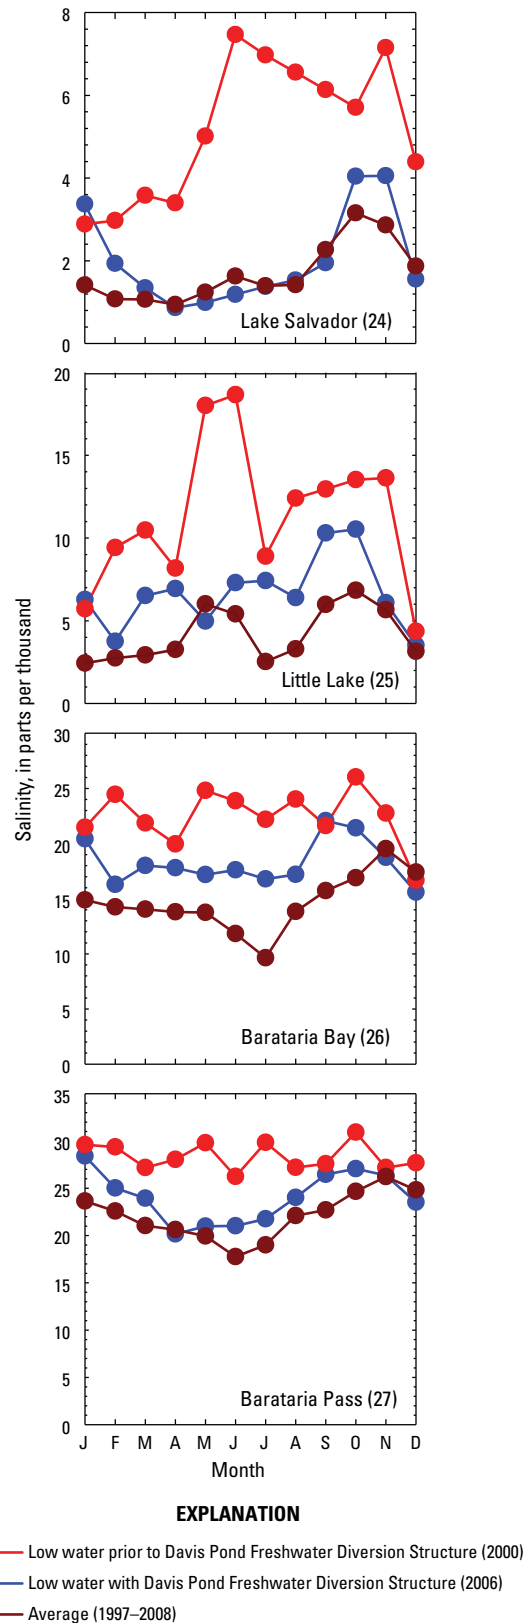 8
6
4
2
0
Lake Salvador (24)
20
15
10
5
0
Little Lake (25)
Salinity, in parts per thousand
30
25
20
15
10
5
0
Barataria Bay (26)
35
30
25
20
15
10
5
0
Barataria Pass (27)
J F M A M J J A S O N D
Month
EXPLANATION
Low water prior to Davis Pond Freshwater Diversion Structure (2000)
Low water with Davis Pond Freshwater Diversion Structure (2006)
Average (1997–2008)